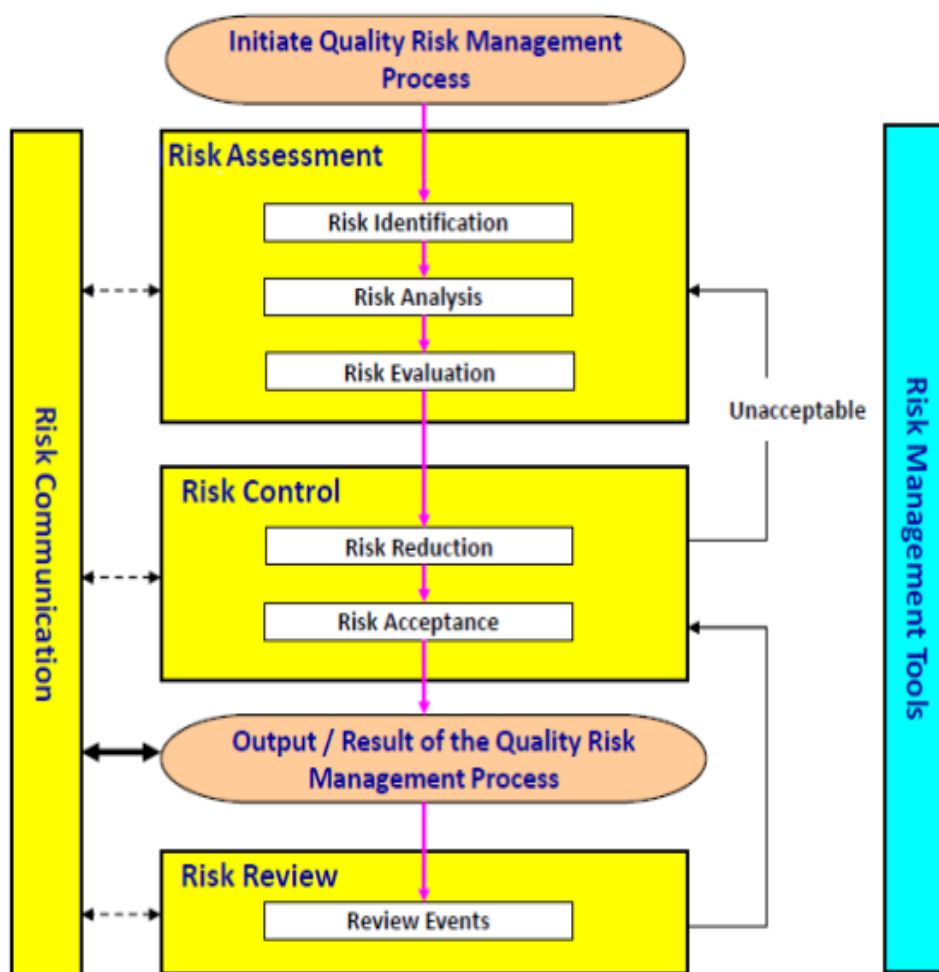 Initiate Quality Risk Management
Process
Risk Assessment
Risk Identification
Risk Analysis
Risk Evaluation
Unacceptable
Risk Control
Risk Reduction
Risk Acceptance
Output / Result of the Quality Risk
Management Process
Risk Review
Review Events
Risk Communication
Risk Management Tools